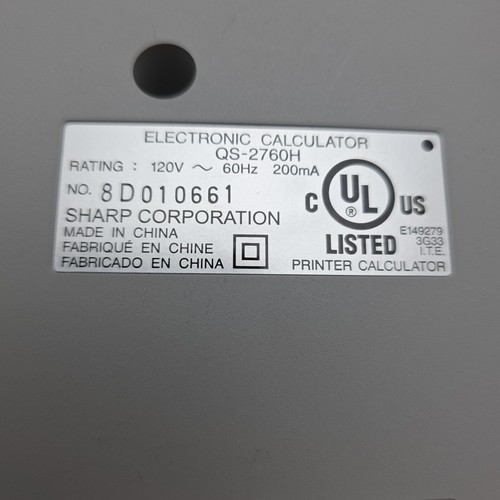 ELECTRONIC CALCULATOR
QS-2760H
RATING : 120V ～ 60Hz 200mA
NO. 8D010661
SHARP CORPORATION
MADE IN CHINA
FABRIQUÉ EN CHINE
FABRICADO EN CHINA
C UL ® US
LISTED
E149279
3G33
I.T.E.
PRINTER CALCULATOR